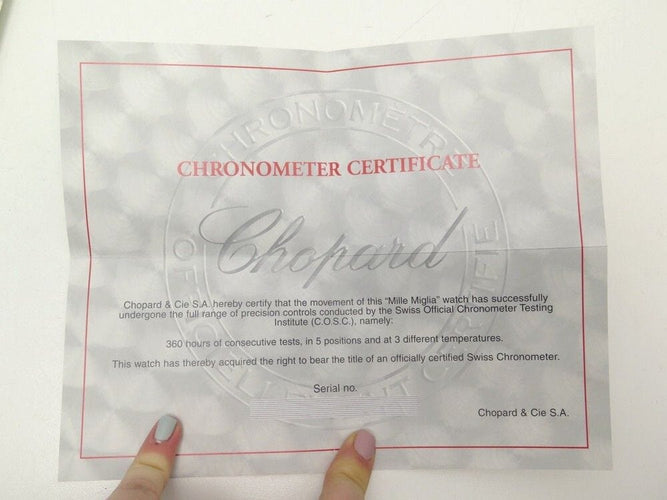 CHRONOMETER CERTIFICATE
Chopard
Chopard & Cie S.A. hereby certify that the movement of this "Mille Miglia" watch has successfully
undergone the full range of precision controls conducted by the Swiss Official Chronometer Testing
Institute (C.O.S.C.), namely:
360 hours of consecutive tests, in 5 positions and at 3 different temperatures.
This watch has thereby acquired the right to bear the title of an officially certified Swiss Chronometer.
Serial no.
Chopard & Cie S.A.
CHRONOMETRE
OFFICIELLEMENT CERTIFIE